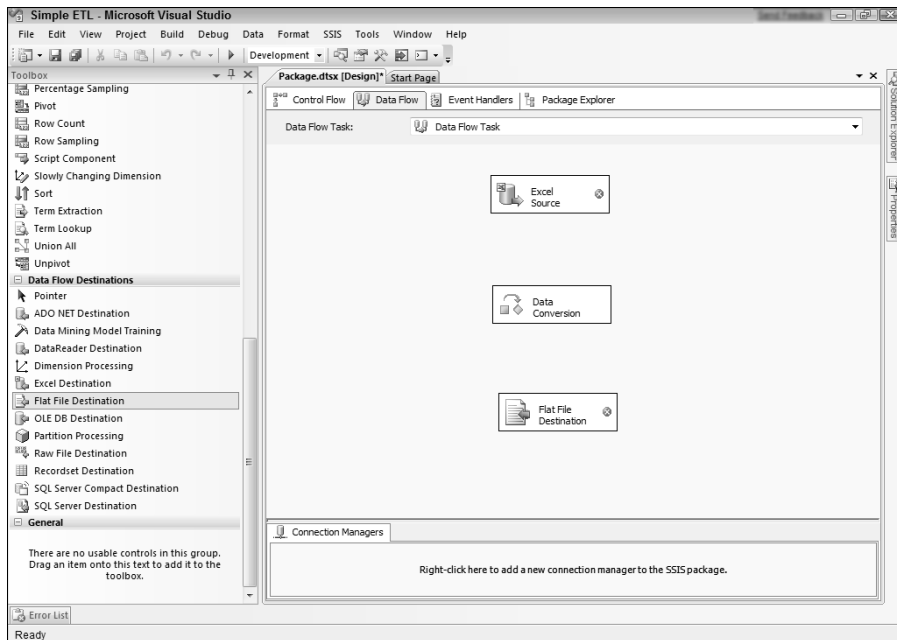 Simple ETL - Microsoft Visual Studio
File Edit View Project Build Debug Data Format SSIS Tools Window Help
Development
Toolbox
Percentage Sampling
Pivot
Row Count
Row Sampling
Script Component
Slowly Changing Dimension
Sort
Term Extraction
Term Lookup
Union All
Unpivot
Data Flow Destinations
Pointer
ADO NET Destination
Data Mining Model Training
DataReader Destination
Dimension Processing
Excel Destination
Flat File Destination
OLE DB Destination
Partition Processing
Raw File Destination
Recordset Destination
SQL Server Compact Destination
SQL Server Destination
General
There are no usable controls in this group.
Drag an item onto this text to add it to the
toolbox.
Package.dtsx [Design]* Start Page
Control Flow Data Flow Event Handlers Package Explorer
Data Flow Task: Data Flow Task
Excel
Source
Data
Conversion
Flat File
Destination
Connection Managers
Right-click here to add a new connection manager to the SSIS package.
Solution Explorer
Properties
Error List
Ready